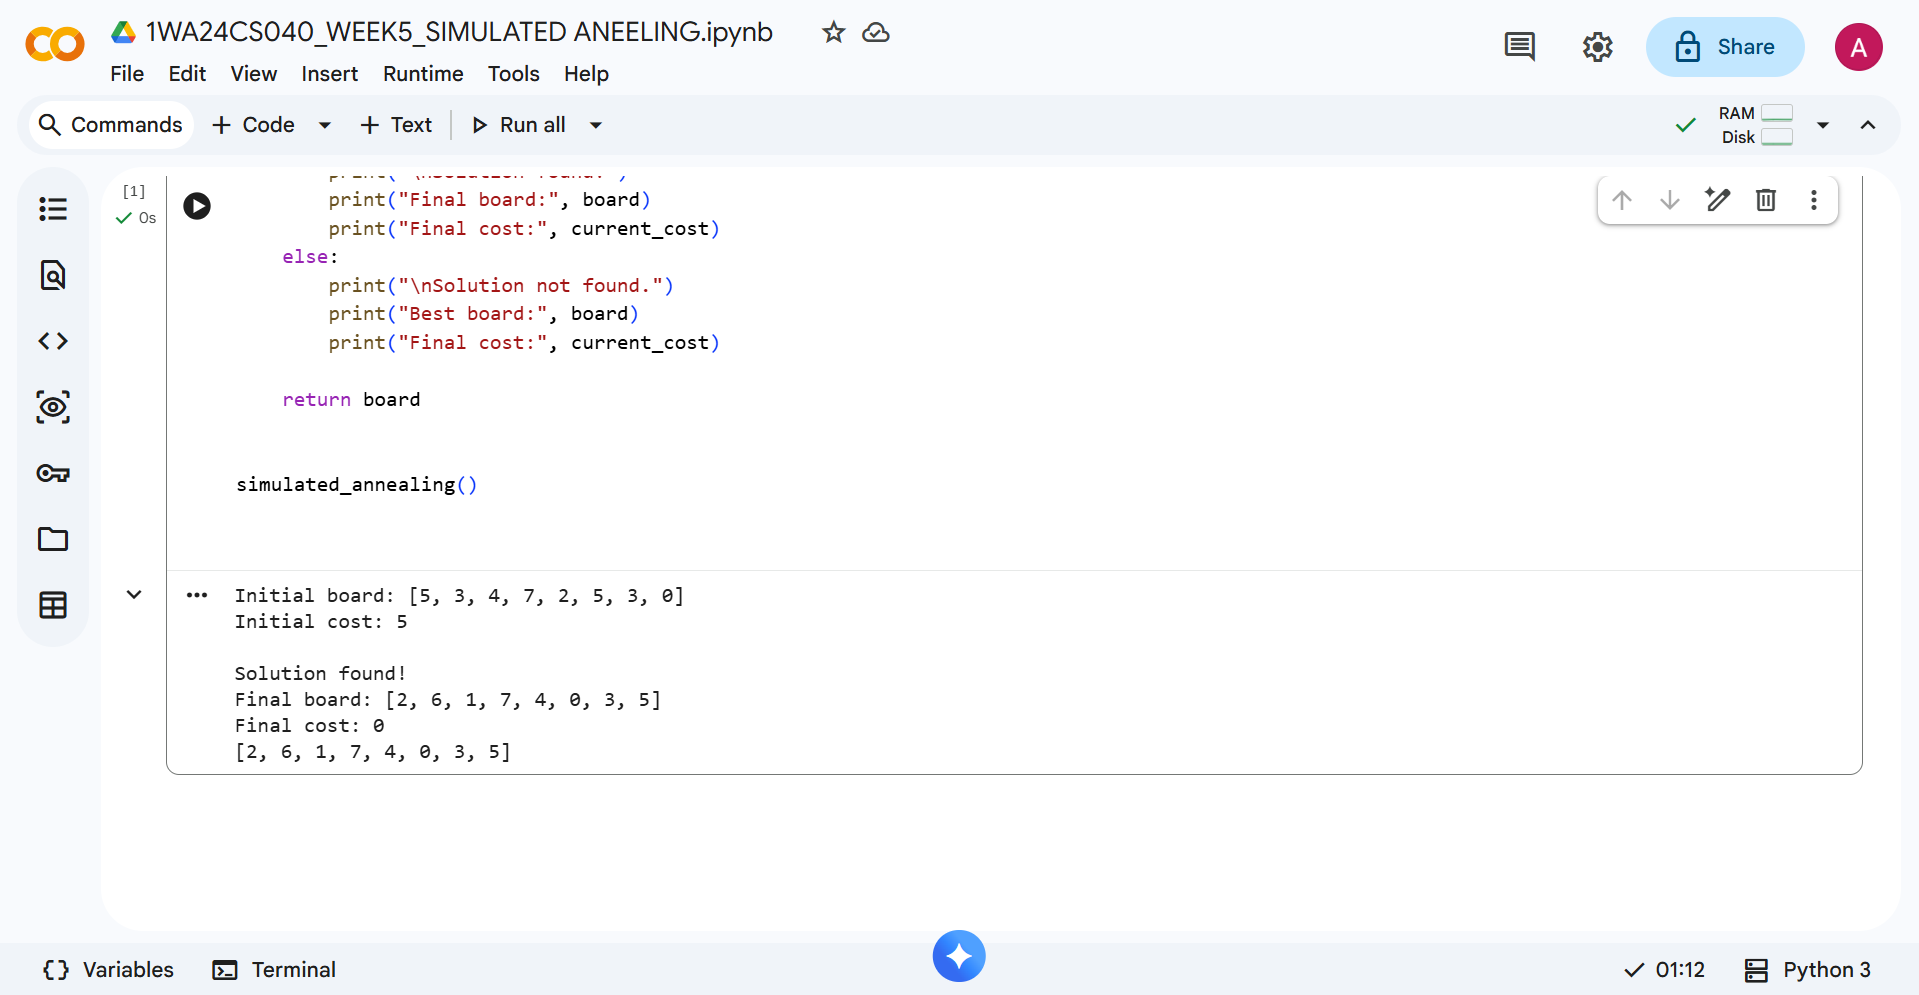 1WA24CS040_WEEK5_SIMULATED ANEELING.ipynb
File Edit View Insert Runtime Tools Help
Share
A
Commands + Code + Text Run all
RAM
Disk
[1]
0s
print("\nSolution found!")
print("Final board:", board)
print("Final cost:", current_cost)
else:
print("\nSolution not found.")
print("Best board:", board)
print("Final cost:", current_cost)
return board
simulated_annealing()
Initial board: [5, 3, 4, 7, 2, 5, 3, 0]
Initial cost: 5
Solution found!
Final board: [2, 6, 1, 7, 4, 0, 3, 5]
Final cost: 0
[2, 6, 1, 7, 4, 0, 3, 5]
Variables Terminal
01:12 Python 3